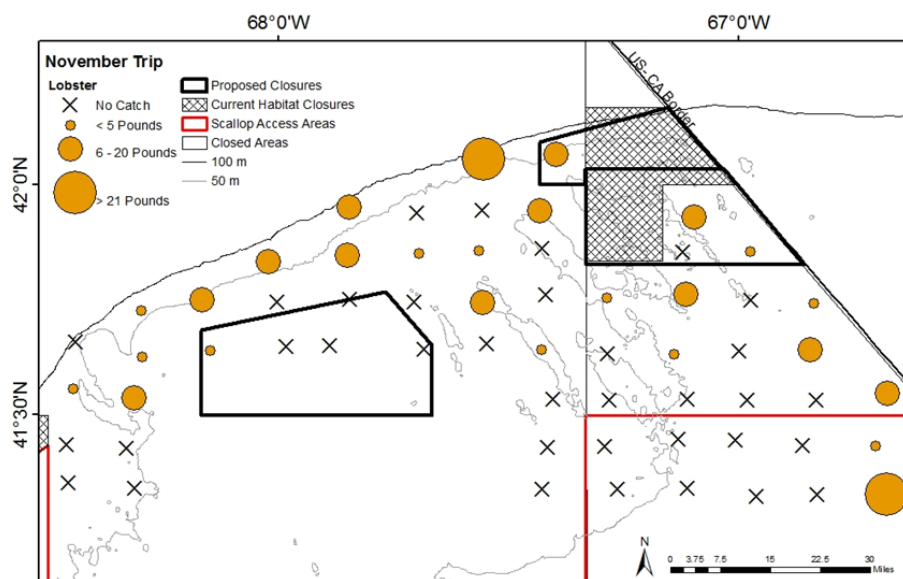 68°0'W 67°0'W
November Trip
Lobster
No Catch
< 5 Pounds
6 - 20 Pounds
> 21 Pounds
Proposed Closures
Current Habitat Closures
Scallop Access Areas
Closed Areas
100 m
50 m
US- CA Border
42°0'N
41°30'N
N
0 3.75 7.5 15 22.5 30
Miles